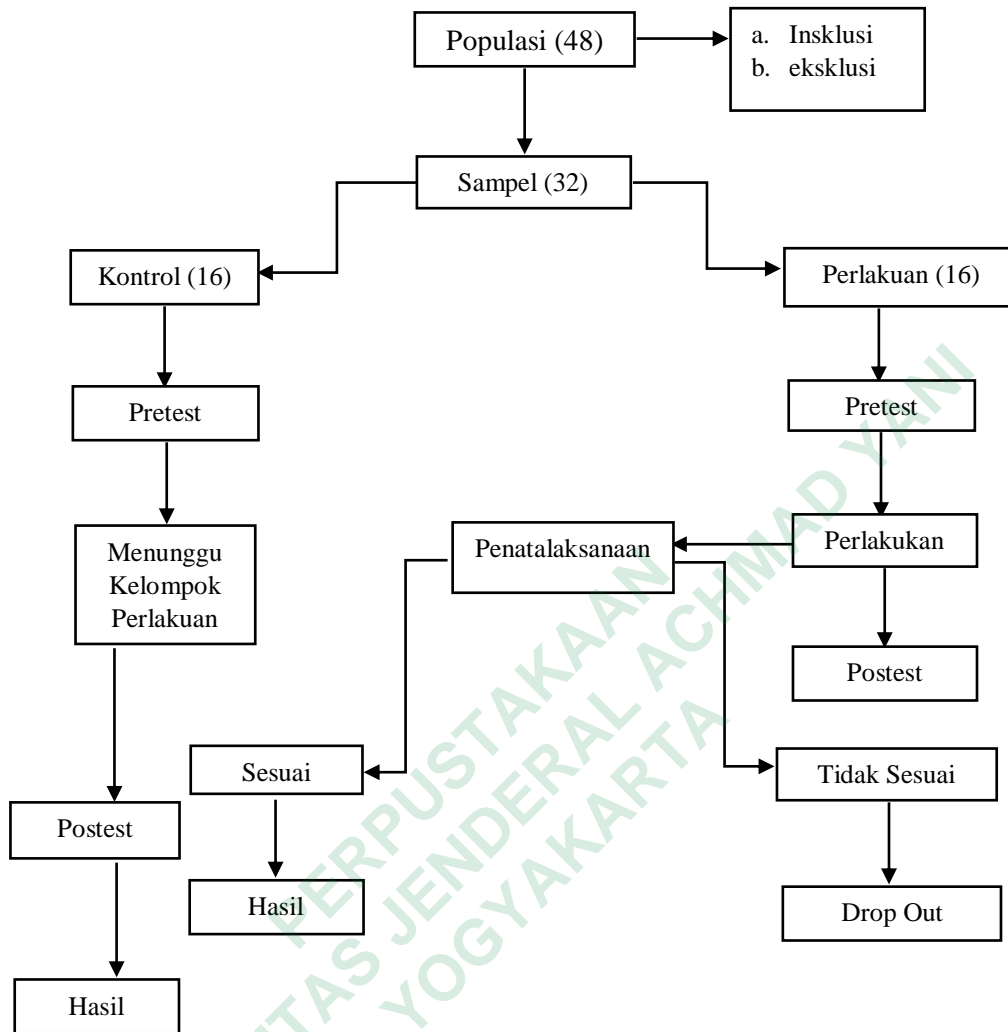 Populasi (48)
a. Insklusi
b. eksklusi
Sampel (32)
Kontrol (16)
Perlakuan (16)
Pretest
Pretest
Menunggu
Kelompok
Perlakuan
Penatalaksanaan
Perlakukan
Postest
Sesuai
Tidak Sesuai
Postest
Hasil
Drop Out
Hasil
PERPUSTAKAAN
ITAS JENDERAL ACHMAD YANI
YOGYAKARTA